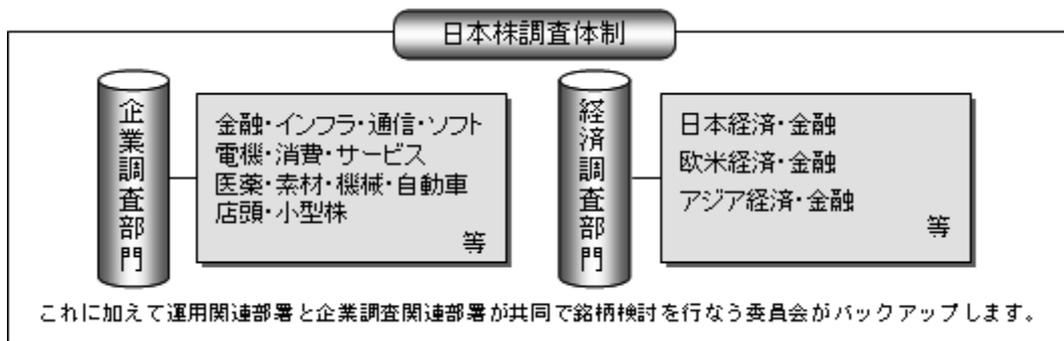 日本株調査体制
企業調査部門
金融・インフラ・通信・ソフト
電機・消費・サービス
医薬・素材・機械・自動車
店頭・小型株
等
経済調査部門
日本経済・金融
欧米経済・金融
アジア経済・金融
等
これに加えて運用関連部署と企業調査関連部署が共同で銘柄検討を行なう委員会がバックアップします。